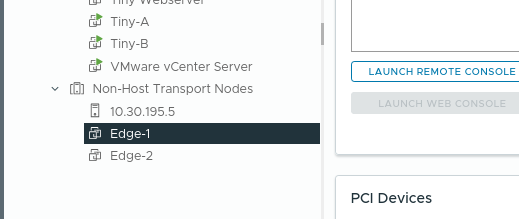 Tiny Webserver
Tiny-A
Tiny-B
VMware vCenter Server
Non-Host Transport Nodes
10.30.195.5
Edge-1
Edge-2
LAUNCH REMOTE CONSOLE
LAUNCH WEB CONSOLE
PCI Devices